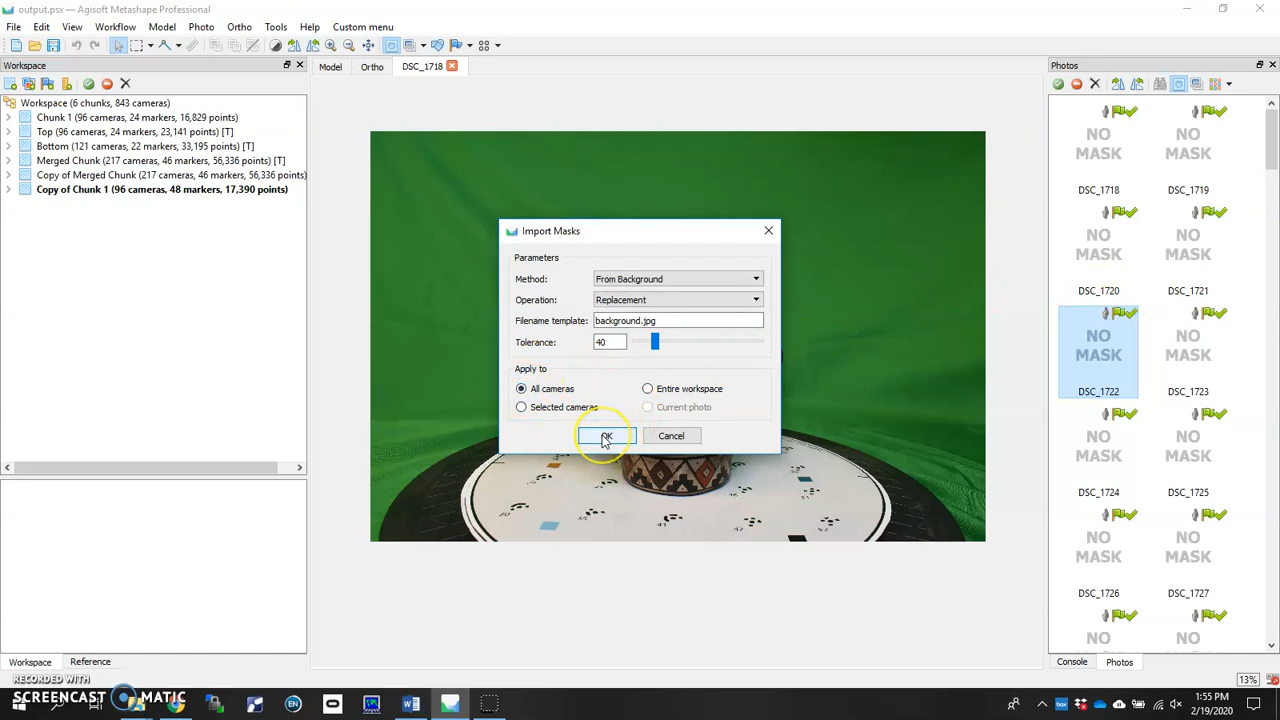 output.psx — Agisoft Metashape Professional
File Edit View Workflow Model Photo Ortho Tools Help Custom menu
Workspace
Model Ortho DSC_1718
Photos
Workspace (6 chunks, 843 cameras)
Chunk 1 (96 cameras, 24 markers, 16,829 points)
Top (96 cameras, 24 markers, 23,141 points) [T]
Bottom (121 cameras, 22 markers, 33,195 points) [T]
Merged Chunk (217 cameras, 46 markers, 56,336 points) [T]
Copy of Merged Chunk (217 cameras, 46 markers, 56,336 points)
Copy of Chunk 1 (96 cameras, 48 markers, 17,390 points)
Import Masks
Parameters
Method: From Background
Operation: Replacement
Filename template: background.jpg
Tolerance: 40
Apply to
All cameras Entire workspace
Selected cameras Current photo
OK Cancel
NO MASK NO MASK
DSC_1718 DSC_1719
NO MASK NO MASK
DSC_1720 DSC_1721
NO MASK NO MASK
DSC_1722 DSC_1723
NO MASK NO MASK
DSC_1724 DSC_1725
NO MASK NO MASK
DSC_1726 DSC_1727
NO NO
Workspace Reference
Console Photos
13%
RECORDED WITH
SCREENCAST MATIC
EN
W
box
1:55 PM
2/19/2020